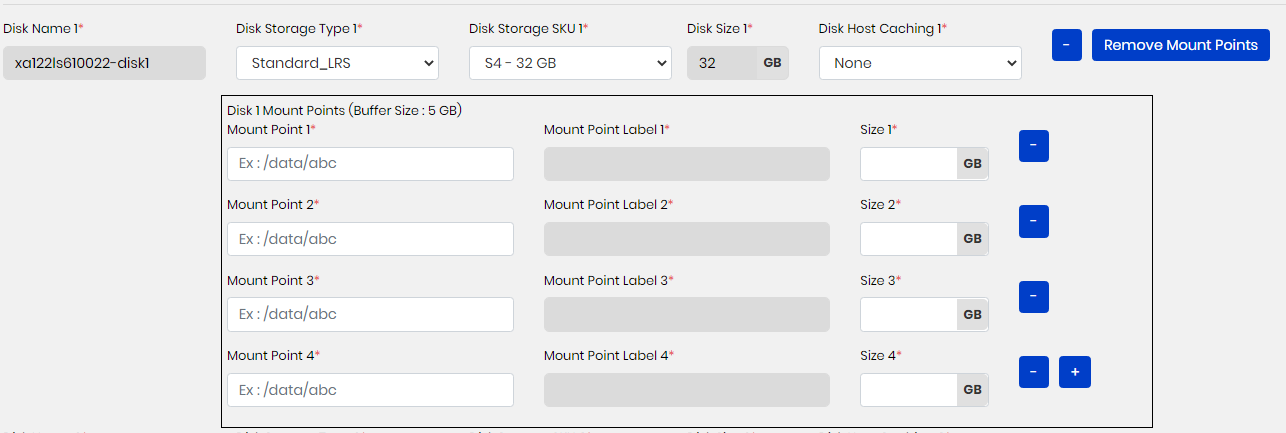 Disk Name 1* Disk Storage Type 1* Disk Storage SKU 1* Disk Size 1* Disk Host Caching 1*
xa122ls610022-disk1 Standard_LRS S4 - 32 GB 32 GB None - Remove Mount Points
Disk 1 Mount Points (Buffer Size : 5 GB)
Mount Point 1* Mount Point Label 1* Size 1*
Ex : /data/abc GB -
Mount Point 2* Mount Point Label 2* Size 2*
Ex : /data/abc GB -
Mount Point 3* Mount Point Label 3* Size 3*
Ex : /data/abc GB -
Mount Point 4* Mount Point Label 4* Size 4*
Ex : /data/abc GB - +